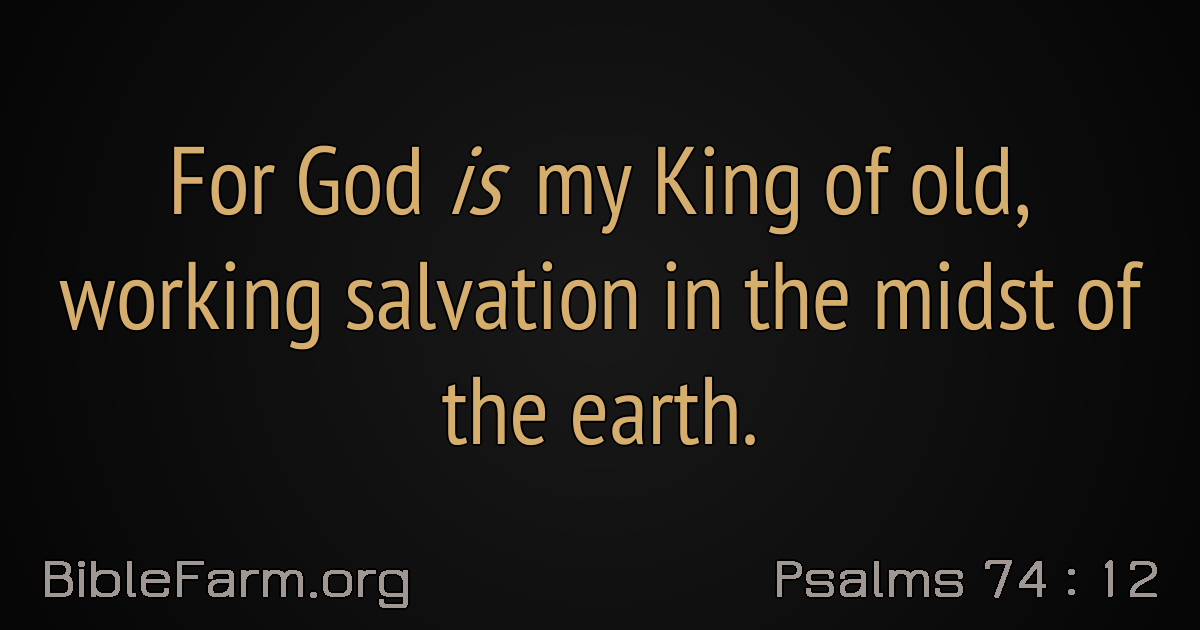 For God is my King of old,
working salvation in the midst of
the earth.
BibleFarm.org
Psalms 74 : 12